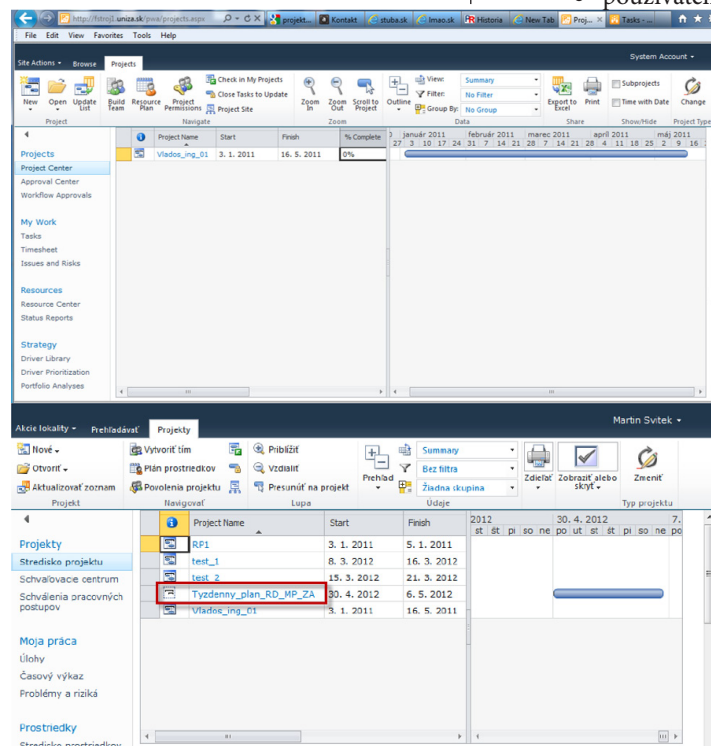 používateľ
http://fstroj1.uniza.sk/pwa/projects.aspx
projekt...
Kontakt
stuba.sk
lmao.sk
Historia
New Tab
Proj...
Tasks - ...
File Edit View Favorites Tools Help
System Account
Site Actions Browse Projects
New
Open
Update List
Build Team
Resource Plan
Project Permissions
Check in My Projects
Close Tasks to Update
Project Site
Zoom In
Zoom Out
Scroll to Project
Outline
View: Summary
Filter: No Filter
Group By: No Group
Export to Excel
Print
Subprojects
Time with Date
Change
Project Navigate Zoom Data Share Show/Hide Project Type
Project Name Start Finish % Complete
január 2011 február 2011 marec 2011 apríl 2011 máj 2011
27 3 10 17 24 31 7 14 21 28 7 14 21 28 4 11 18 25 2 9 16
Vlados_ing_01 3. 1. 2011 16. 5. 2011 0%
Projects
Project Center
Approval Center
Workflow Approvals
My Work
Tasks
Timesheet
Issues and Risks
Resources
Resource Center
Status Reports
Strategy
Driver Library
Driver Prioritization
Portfolio Analyses
Martin Svitek
Akcie lokality Prehľadávať Projekty
Nové
Otvoriť
Aktualizovať zoznam
Vytvoriť tím
Plán prostriedkov
Povolenia projektu
Priblížiť
Vzdialiť
Presunúť na projekt
Prehľad
Summary
Bez filtra
Žiadna skupina
Zdieľať
Zobraziť alebo skryť
Zmeniť
Projekt Navigovať Lupa Údaje Typ projektu
Project Name Start Finish
2012 30. 4. 2012 7.
st št pi so ne po ut st št pi so ne po
RP1 3. 1. 2011 5. 1. 2011
test_1 8. 3. 2012 16. 3. 2012
test_2 15. 3. 2012 21. 3. 2012
Tyzdenny_plan_RD_MP_ZA 30. 4. 2012 6. 5. 2012
Vlados_ing_01 3. 1. 2011 16. 5. 2011
Projekty
Stredisko projektu
Schvaľovacie centrum
Schválenia pracovných
postupov
Moja práca
Úlohy
Časový výkaz
Problémy a riziká
Prostriedky
Stredisko prostriedkov